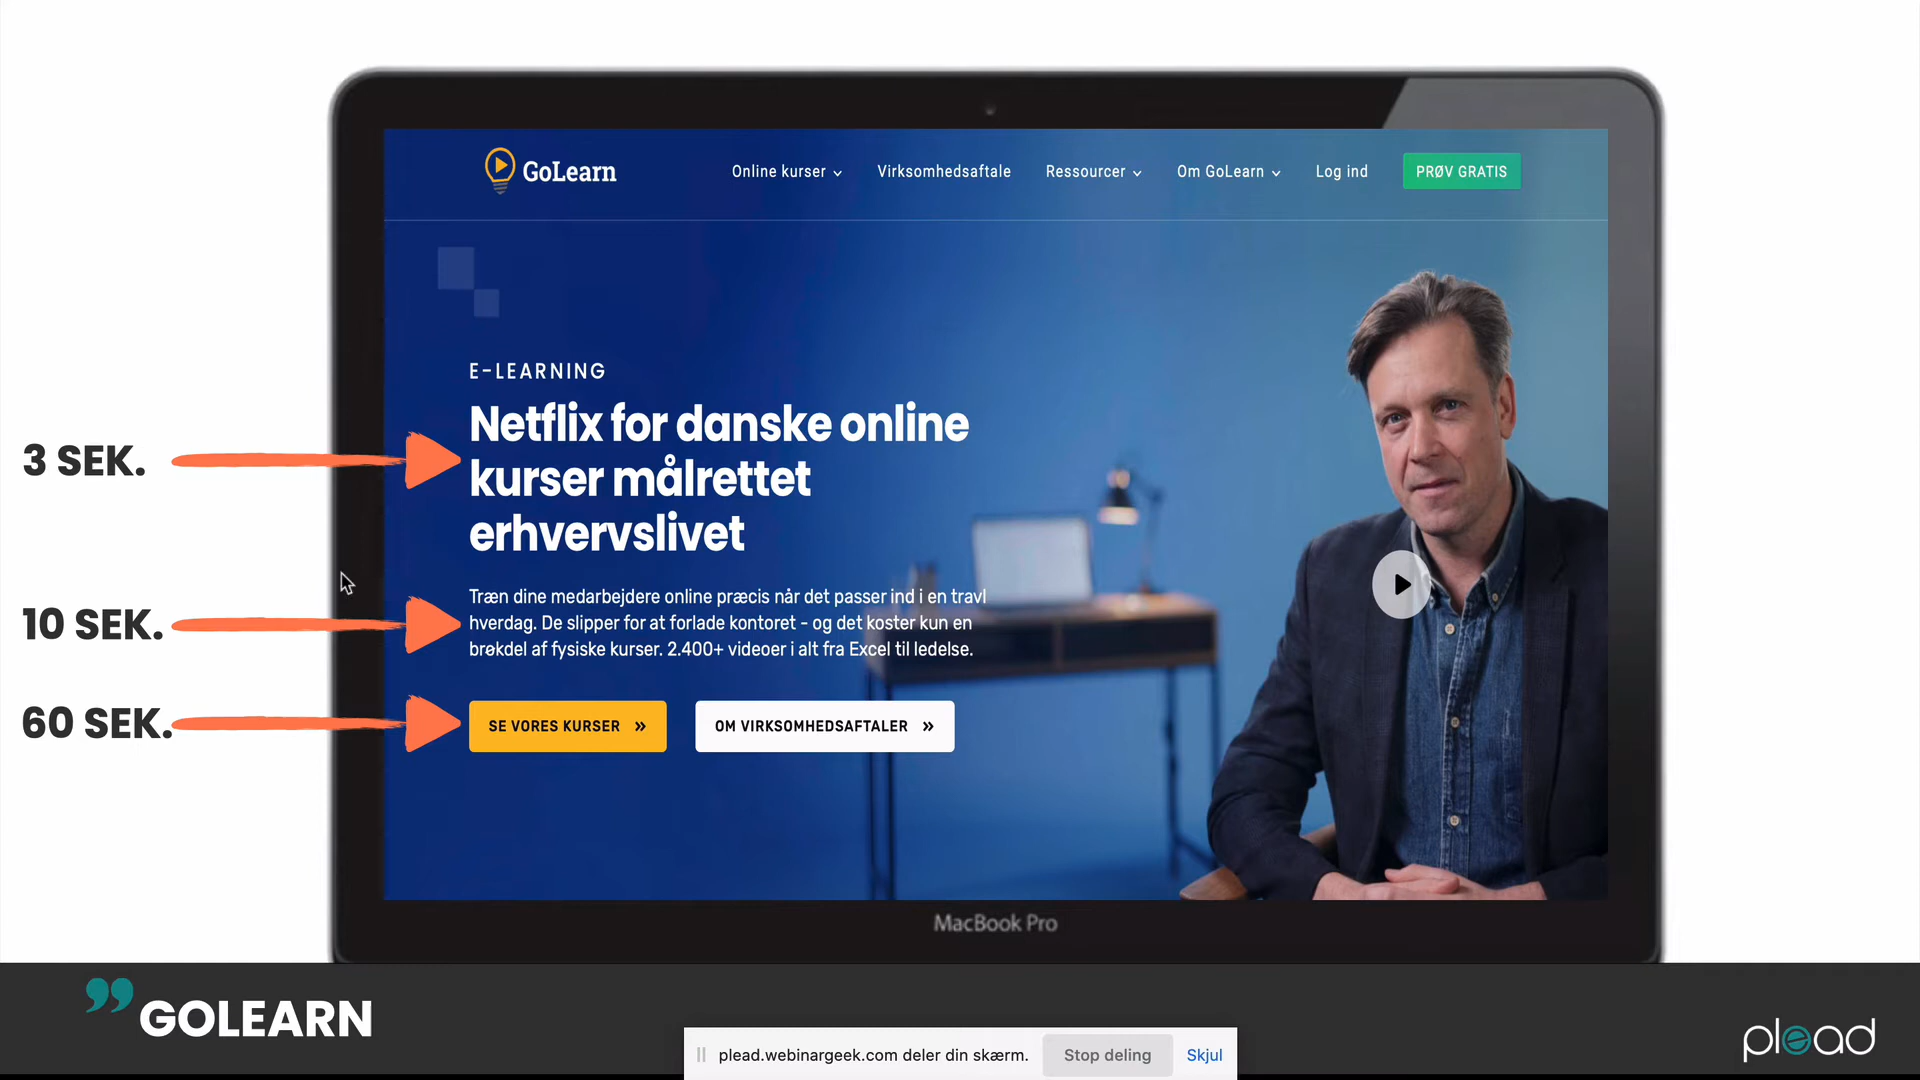 GoLearn
Online kurser
Virksomhedsaftale
Ressourcer
Om GoLearn
Log ind
PRØV GRATIS
E-LEARNING
Netflix for danske online
kurser målrettet
erhvervslivet
3 SEK.
Træn dine medarbejdere online præcis når det passer ind i en travl
hverdag. De slipper for at forlade kontoret - og det koster kun en
brøkdel af fysiske kurser. 2.400+ videoer i alt fra Excel til ledelse.
10 SEK.
60 SEK.
SE VORES KURSER »
OM VIRKSOMHEDSAFTALER »
MacBook Pro
”GOLEARN
plead.webinargeek.com deler din skærm.
Stop deling
Skjul
plead